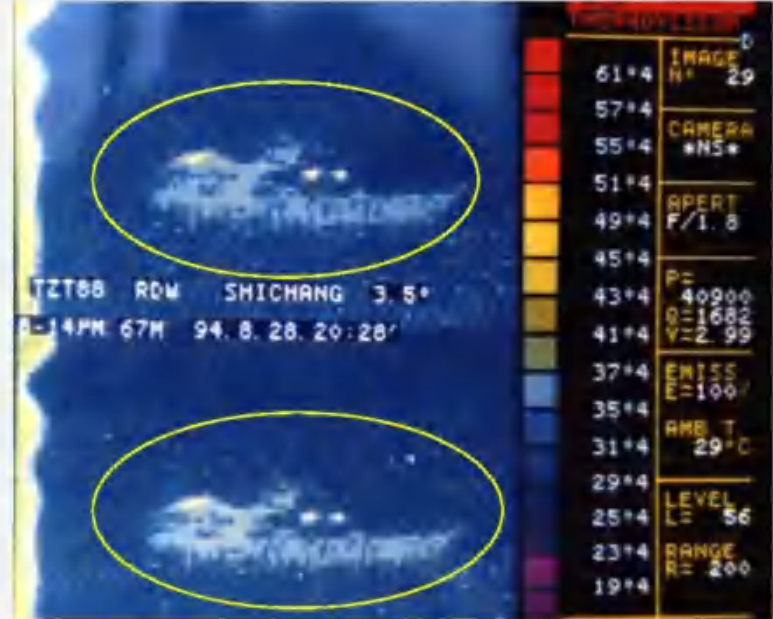 TZT88 RDW SHICHANG 3.5°
8-14PM 67M 94.8.28.20:28′
D
61*4
57*4
55*4
51*4
49*4
45*4
43*4
41*4
37*4
35*4
31*4
29*4
25*4
23*4
19*4
IMAGE
N° 29
CAMERA
*NS*
APERT
F/1.8
P=
40900
Q=1682
V=2.99
EMISS
E=100/
AMB T.
29°C
LEVEL
L= 56
RANGE
R= 200